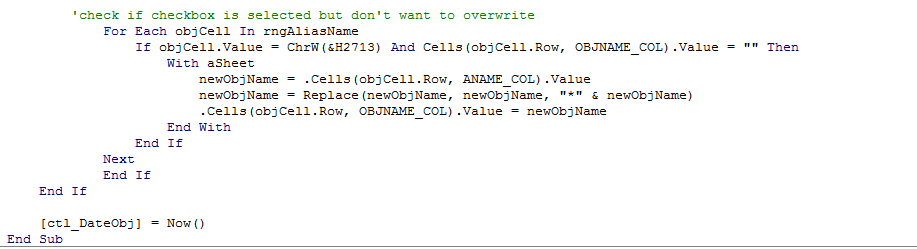 'check if checkbox is selected but don't want to overwrite
For Each objCell In rngAliasName
If objCell.Value = ChrW(&H2713) And Cells(objCell.Row, OBJNAME_COL).Value = "" Then
With aSheet
newObjName = .Cells(objCell.Row, ANAME_COL).Value
newObjName = Replace(newObjName, newObjName, "*" & newObjName)
.Cells(objCell.Row, OBJNAME_COL).Value = newObjName
End With
End If
Next
End If
End If
[ctl_DateObj] = Now()
End Sub